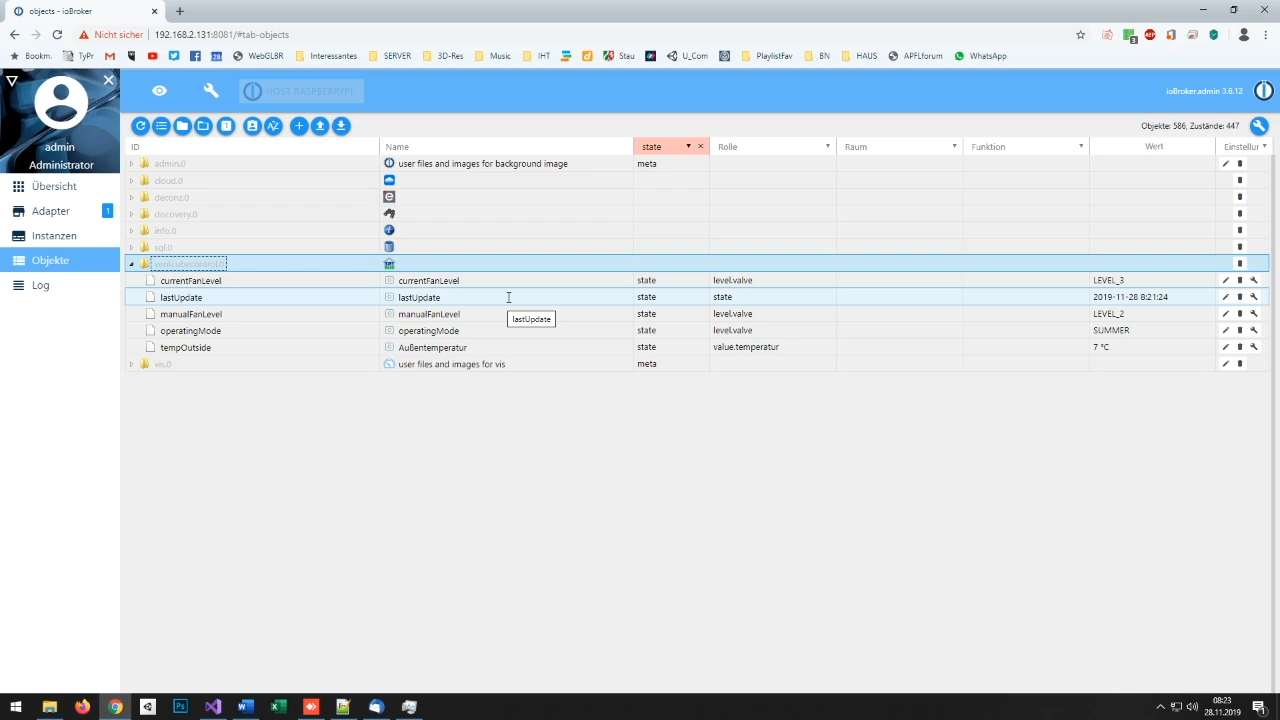 objects - ioBroker
Nicht sicher | 192.168.2.131:8081/#tab-objects
Bookm. TyPr WebGLBR Interessantes SERVER 3D-Res Music IHT Stau U_Com PlaylistFav BN HAUS APFLforum WhatsApp
HOST RASPBERRYPI
ioBroker.admin 3.6.12
Objekte: 586, Zustände: 447
admin
Administrator
Übersicht
Adapter 1
Instanzen
Objekte
Log
ID Name state Rolle Raum Funktion Wert Einstellur
admin.0 user files and images for background image meta
cloud.0
deconz.0
discovery.0
info.0
sql.0
ventcubecontrol.0
currentFanLevel currentFanLevel state level.valve LEVEL_3
lastUpdate lastUpdate state state 2019-11-28 8:21:24
manualFanLevel manualFanLevel state level.valve LEVEL_2
lastUpdate
operatingMode operatingMode state level.valve SUMMER
tempOutside Außentemperatur state value.temperatur 7 °C
vis.0 user files and images for vis meta
08:23
28.11.2019